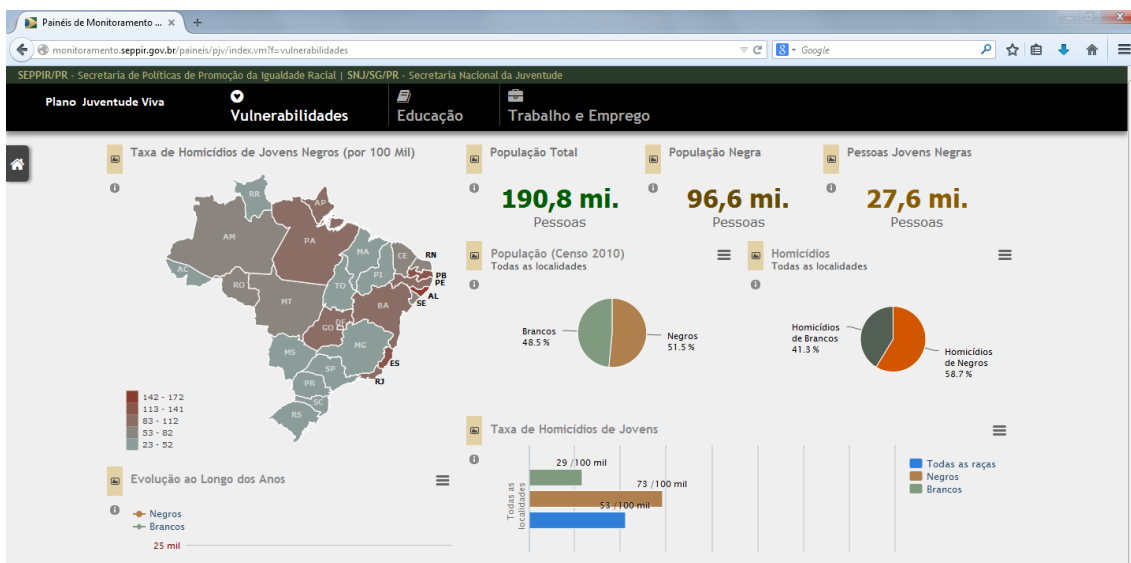 Painéis de Monitoramento ...
monitoramento.seppir.gov.br/paineis/pjv/index.vm?f=vulnerabilidades
Google
SEPPIR/PR - Secretaria de Políticas de Promoção da Igualdade Racial | SNJ/SG/PR - Secretaria Nacional da Juventude
Plano Juventude Viva
Vulnerabilidades
Educação
Trabalho e Emprego
Taxa de Homicídios de Jovens Negros (por 100 Mil)
RR
AP
AM
PA
MA
CE
RN
AC
PI
PB
PE
RO
TO
AL
SE
MT
BA
DF
GO
MG
MS
ES
SP
RJ
PR
SC
RS
142 - 172
113 - 141
83 - 112
53 - 82
23 - 52
População Total
190,8 mi.
Pessoas
População Negra
96,6 mi.
Pessoas
Pessoas Jovens Negras
27,6 mi.
Pessoas
População (Censo 2010)
Todas as localidades
Brancos
48.5 %
Negros
51.5 %
Homicídios
Todas as localidades
Homicídios
de Brancos
41.3 %
Homicídios
de Negros
58.7 %
Evolução ao Longo dos Anos
Negros
Brancos
25 mil
Taxa de Homicídios de Jovens
Todas as
localidades
29 /100 mil
73 /100 mil
53 /100 mil
Todas as raças
Negros
Brancos